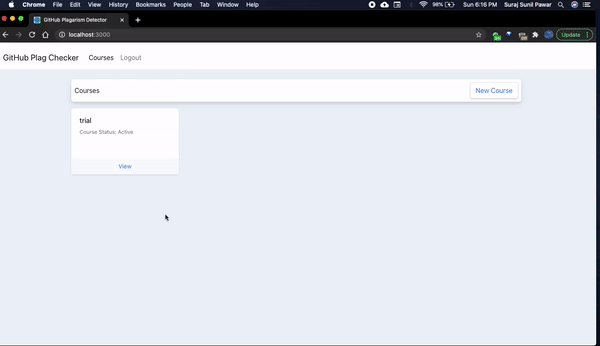 Chrome File Edit View History Bookmarks People Tab Window Help 98% Sun 6:16 PM Suraj Sunil Pawar
GitHub Plagarism Detector
localhost:3000 Update
GitHub Plag Checker Courses Logout
Courses New Course
trial
Course Status: Active
View